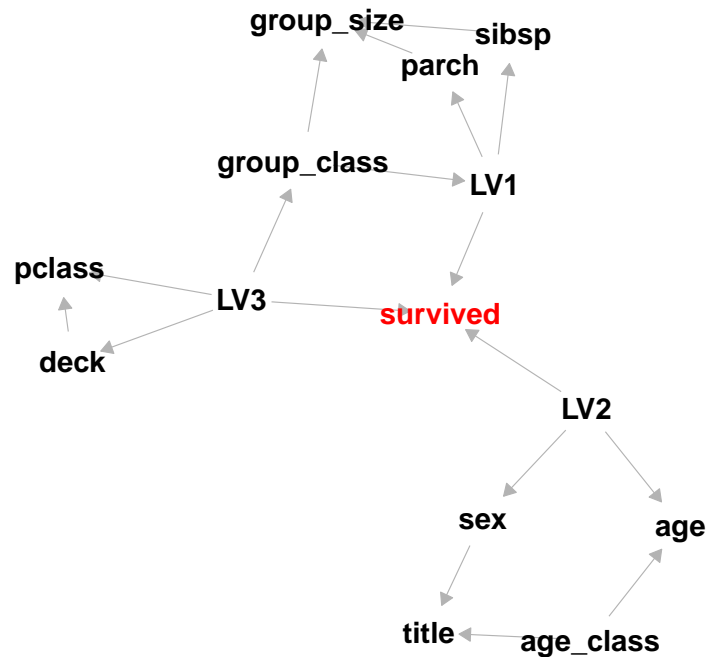 group_size
sibsp
parch
group_class
LV1
pclass
LV3
survived
deck
LV2
sex
age
title
age_class